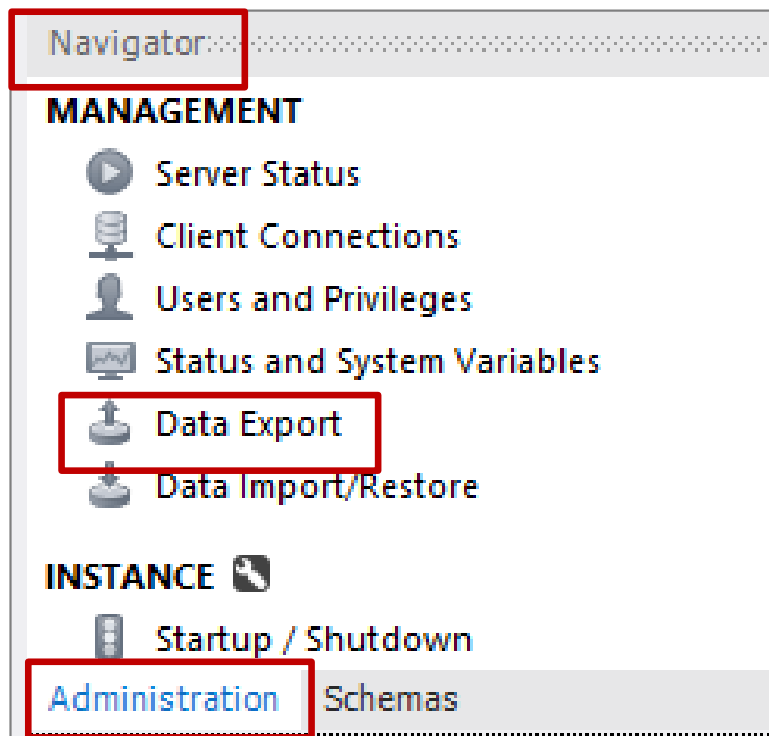 Navigator
MANAGEMENT
Server Status
Client Connections
Users and Privileges
Status and System Variables
Data Export
Data Import/Restore
INSTANCE
Startup / Shutdown
Administration Schemas